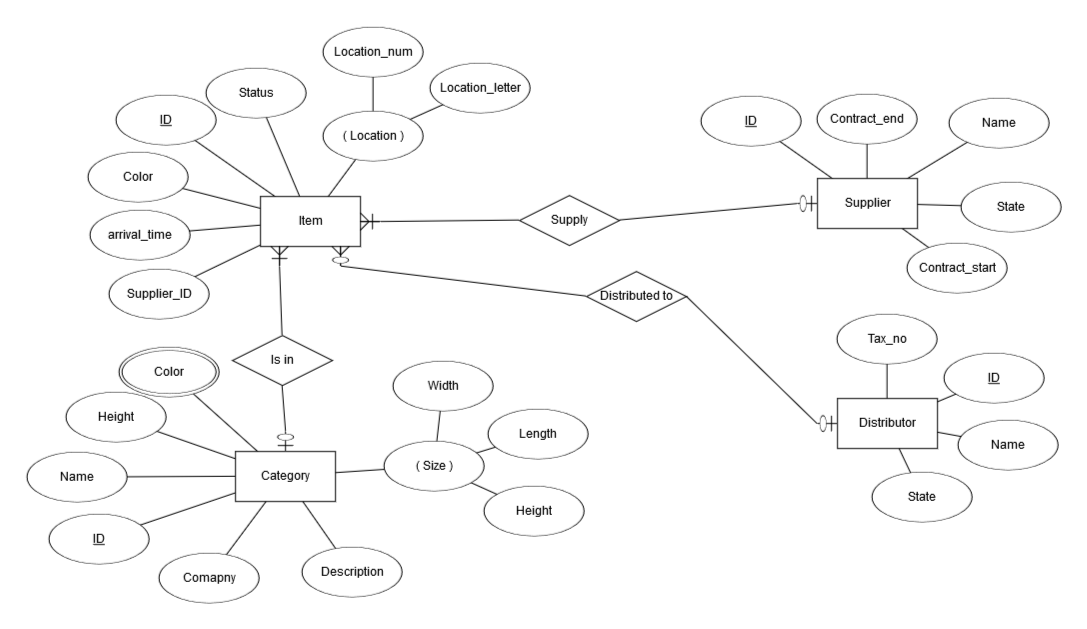 Location_num
Location_letter
Status
ID
( Location )
Color
Item
arrival_time
Supplier_ID
Supply
ID
Contract_end
Name
Supplier
State
Contract_start
Distributed to
Is in
Color
Height
Name
Category
ID
Comapny
Description
Width
( Size )
Length
Height
Tax_no
ID
Distributor
Name
State